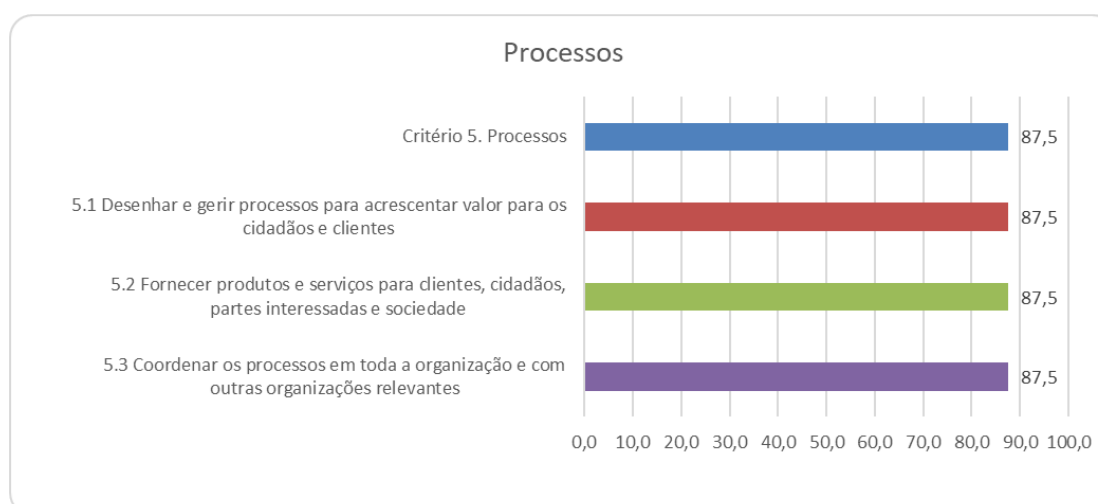 Processos
Critério 5. Processos
87,5
5.1 Desenhar e gerir processos para acrescentar valor para os
cidadãos e clientes
87,5
5.2 Fornecer produtos e serviços para clientes, cidadãos,
partes interessadas e sociedade
87,5
5.3 Coordenar os processos em toda a organização e com
outras organizações relevantes
87,5
0,0 10,0 20,0 30,0 40,0 50,0 60,0 70,0 80,0 90,0 100,0